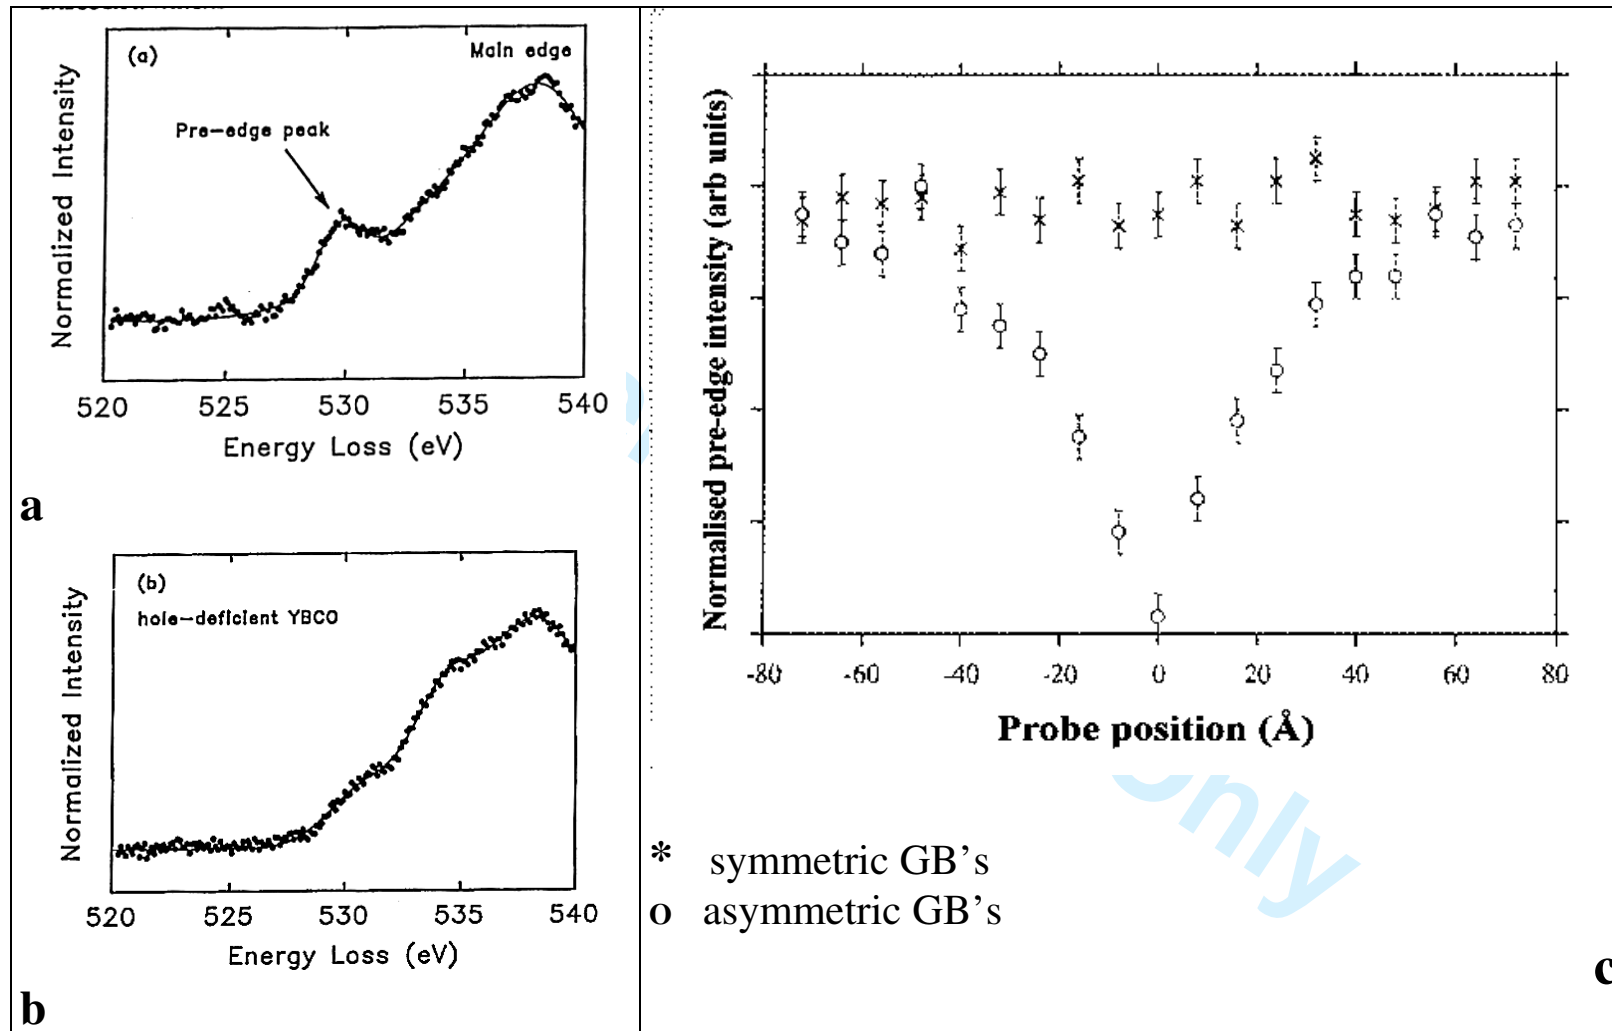 (a)
Main edge
Pre-edge peak
Normalized Intensity
520 525 530 535 540
Energy Loss (eV)
a
(b)
hole-deficient YBCO
Normalized Intensity
520 525 530 535 540
Energy Loss (eV)
b
Normalised pre-edge intensity (arb units)
-80 -60 -40 -20 0 20 40 60 80
Probe position (Å)
* symmetric GB's
o asymmetric GB's
c
Only